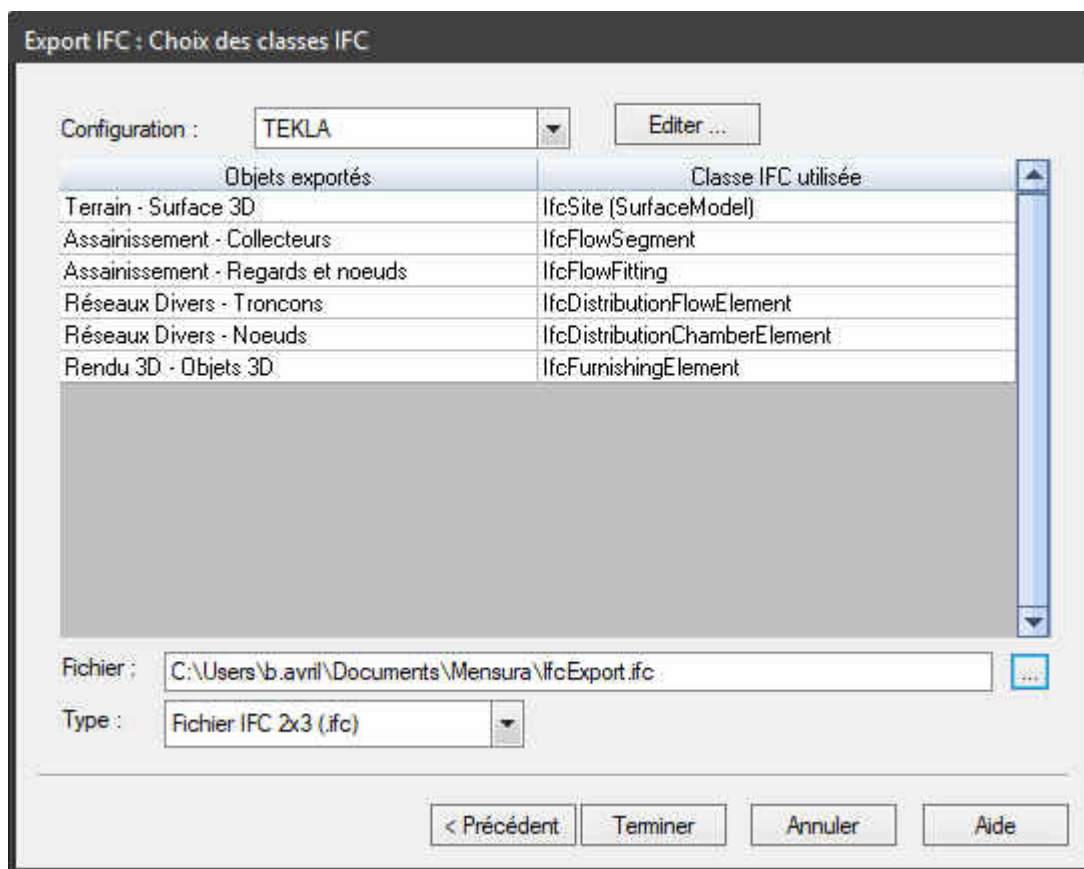 Export IFC : Choix des classes IFC
Configuration : TEKLA Editer ...
Objets exportés Classe IFC utilisée
Terrain - Surface 3D IfcSite (SurfaceModel)
Assainissement - Collecteurs IfcFlowSegment
Assainissement - Regards et noeuds IfcFlowFitting
Réseaux Divers - Troncons IfcDistributionFlowElement
Réseaux Divers - Noeuds IfcDistributionChamberElement
Rendu 3D - Objets 3D IfcFurnishingElement
Fichier : C:\Users\b.avril\Documents\Mensura\IfcExport.ifc ...
Type : Fichier IFC 2x3 (.ifc)
< Précédent Terminer Annuler Aide